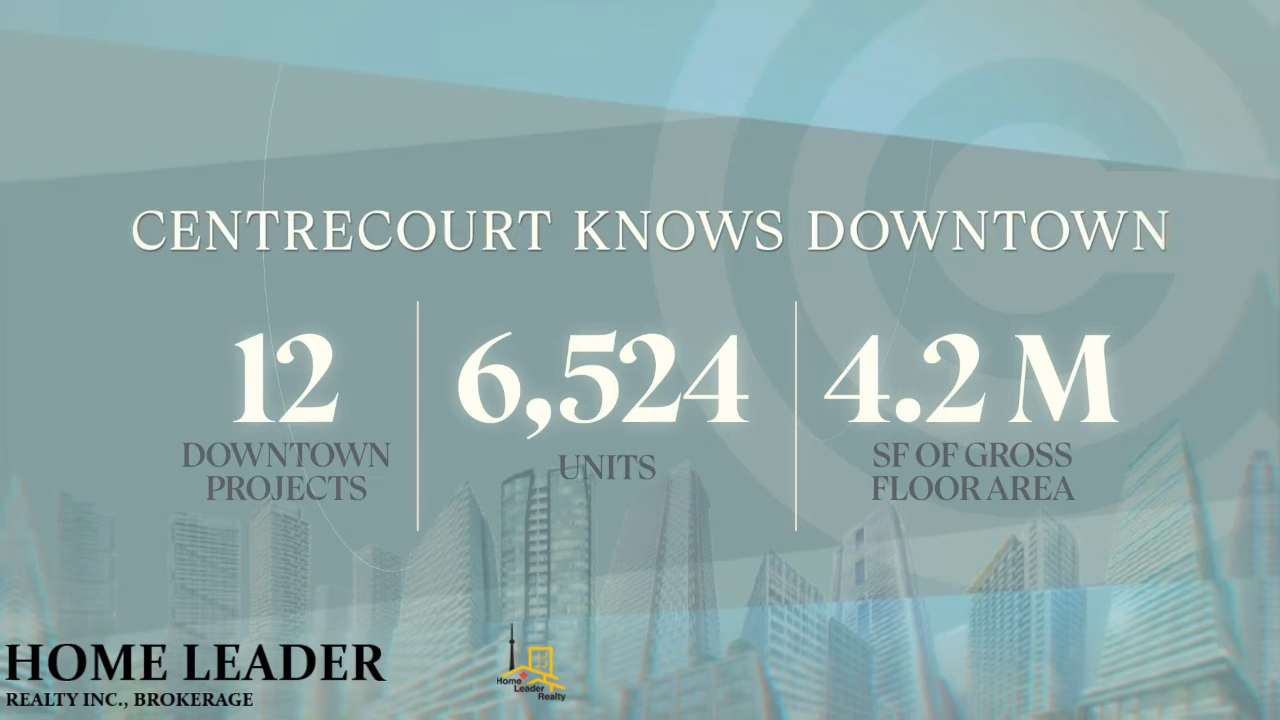 CENTRECOURT KNOWS DOWNTOWN
12
DOWNTOWN
PROJECTS
6,524
UNITS
4.2 M
SF OF GROSS
FLOOR AREA
HOME LEADER
REALTY INC., BROKERAGE
Home
Leader
Realty